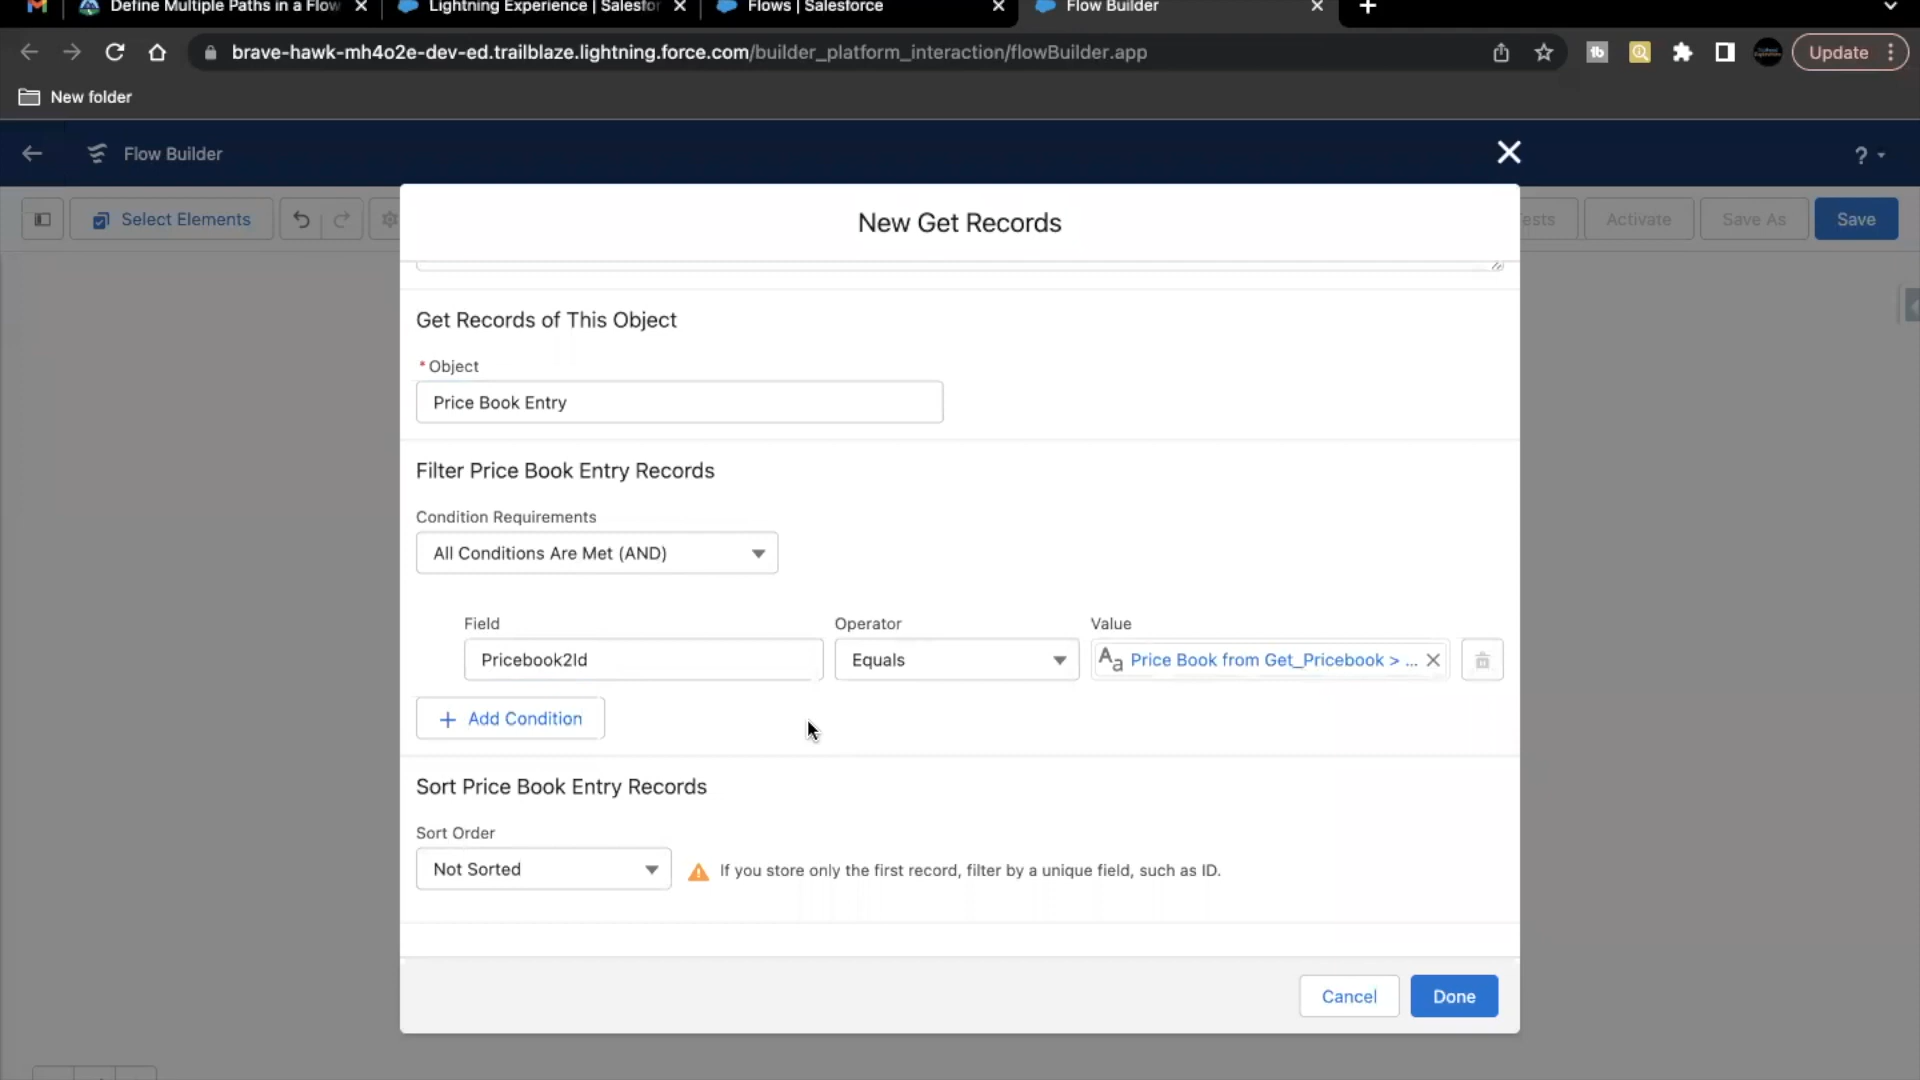 Define Multiple Paths in a Flow
Lightning Experience | Salesfor
Flows | Salesforce
Flow Builder
brave-hawk-mh4o2e-dev-ed.trailblaze.lightning.force.com/builder_platform_interaction/flowBuilder.app
Update
New folder
Flow Builder
?
Select Elements
ests
Activate
Save As
Save
New Get Records
Get Records of This Object
* Object
Price Book Entry
Filter Price Book Entry Records
Condition Requirements
All Conditions Are Met (AND)
Field
Operator
Value
Pricebook2Id
Equals
Aa Price Book from Get_Pricebook > ...
+ Add Condition
Sort Price Book Entry Records
Sort Order
Not Sorted
If you store only the first record, filter by a unique field, such as ID.
Cancel
Done